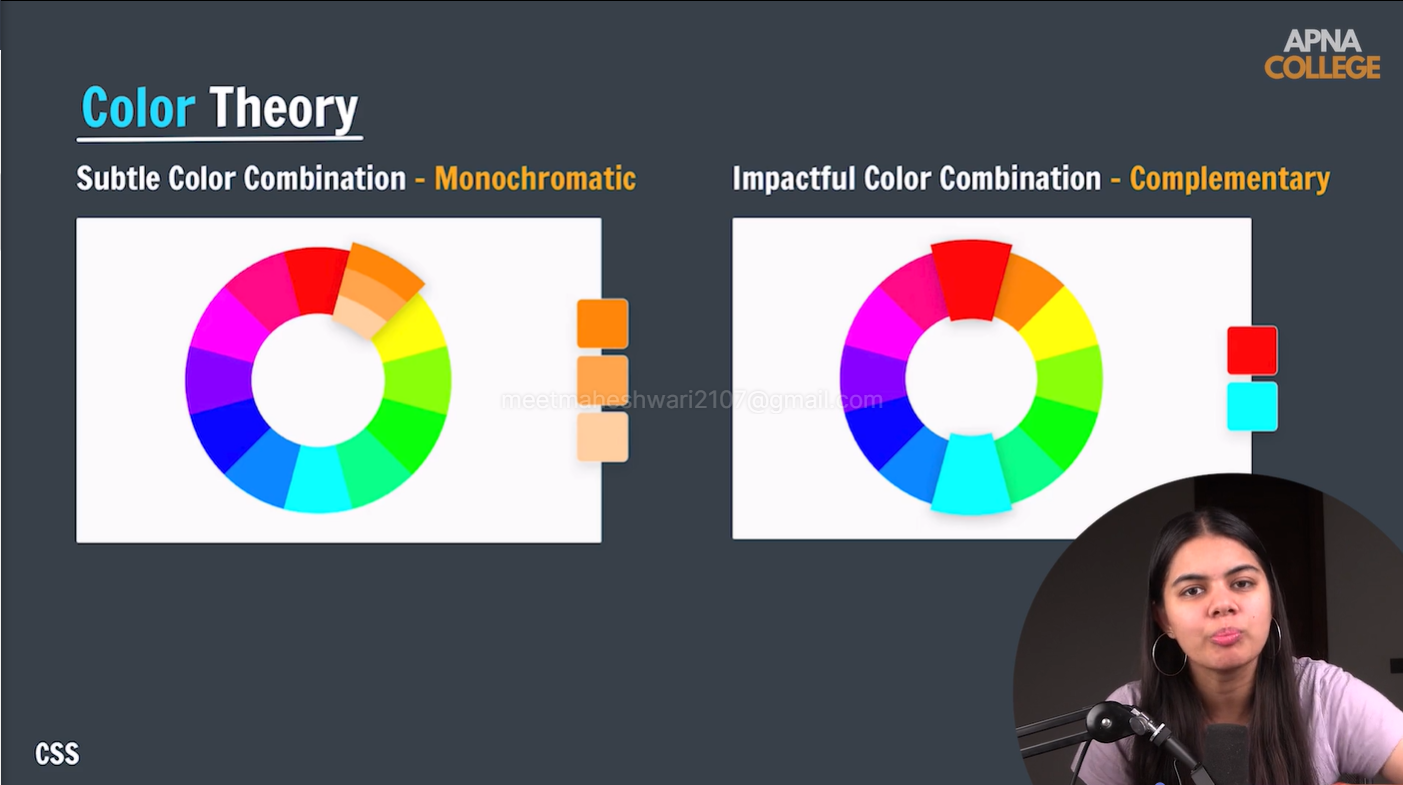 APNA
COLLEGE
Color Theory
Subtle Color Combination - Monochromatic
Impactful Color Combination - Complementary
meetmaheshwari2107@gmail.com
CSS